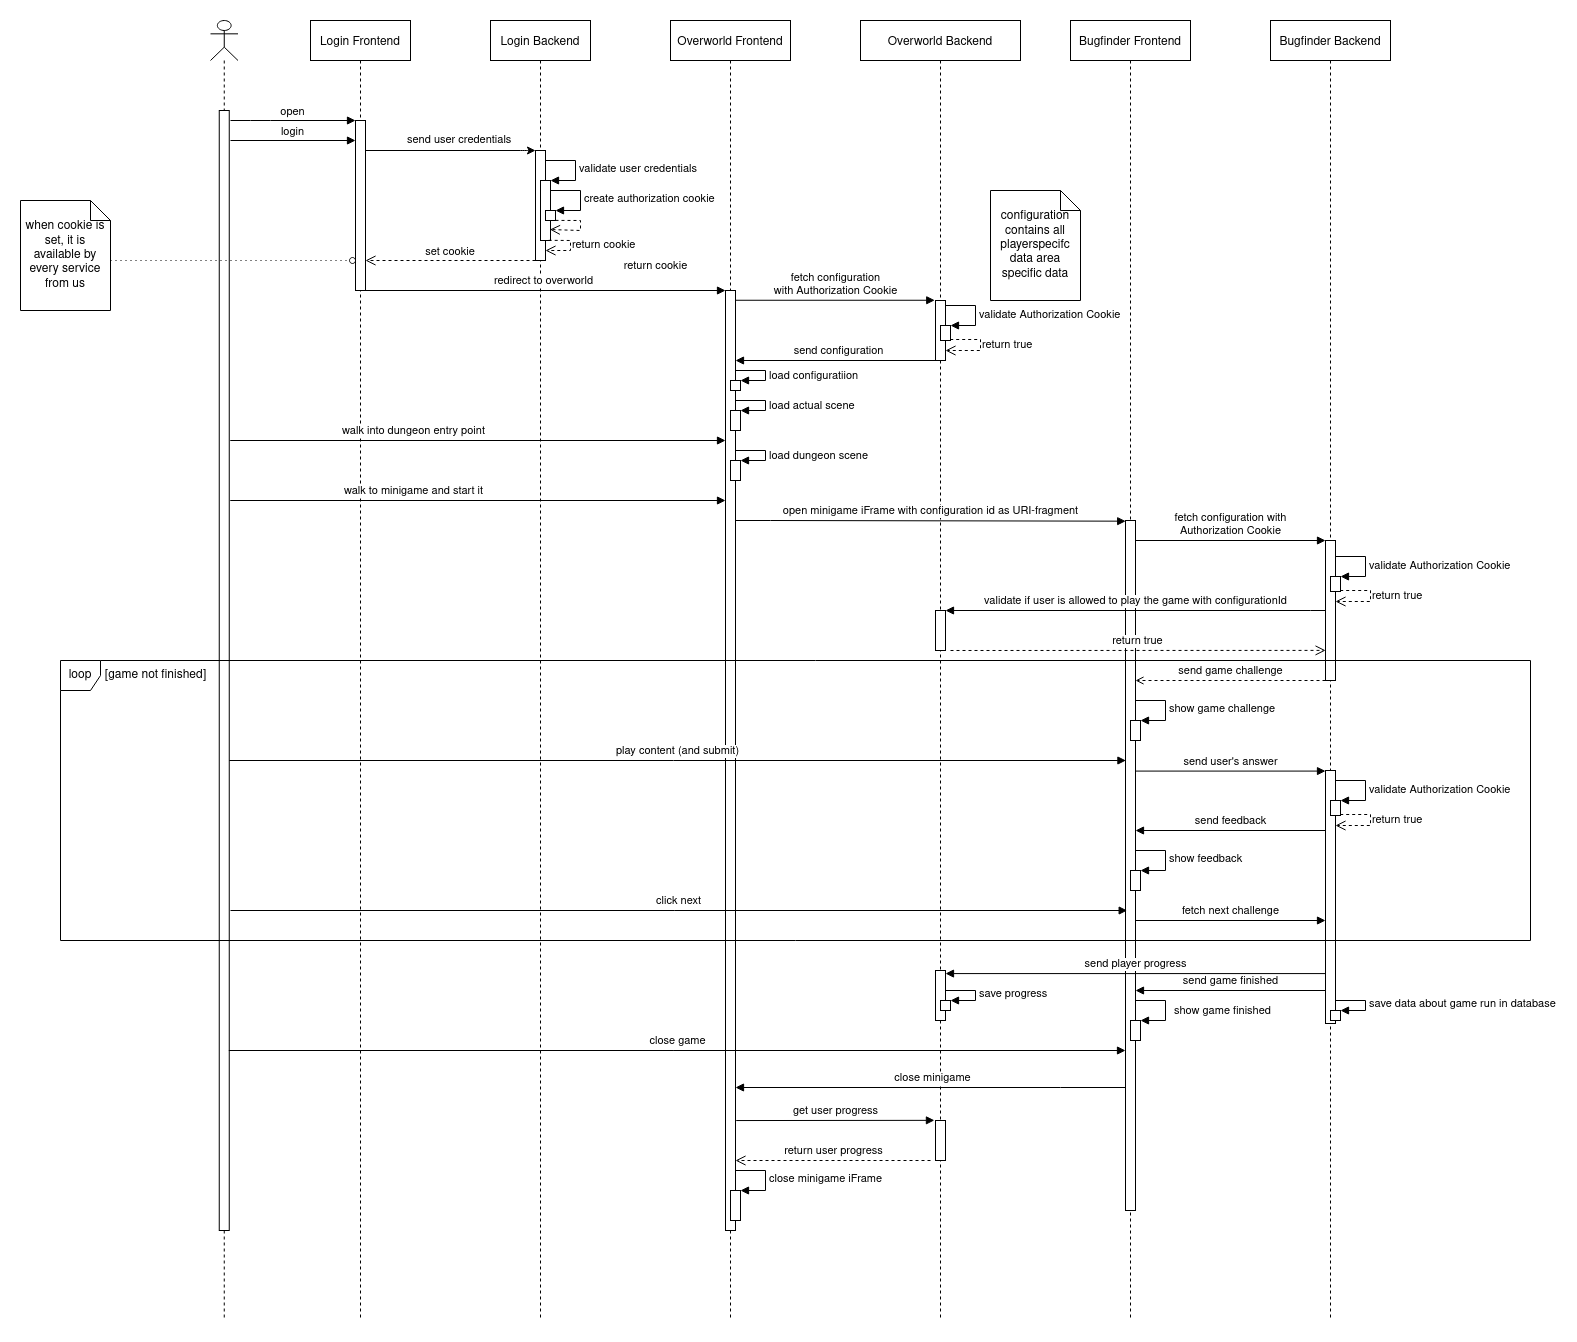 Login Frontend
Login Backend
Overworld Frontend
Overworld Backend
Bugfinder Frontend
Bugfinder Backend
open
login
send user credentials
validate user credentials
create authorization cookie
return cookie
set cookie
return cookie
when cookie is
set, it is
available by
every service
from us
configuration
contains all
playerspecifc
data area
specific data
redirect to overworld
fetch configuration
with Authorization Cookie
validate Authorization Cookie
return true
send configuration
load configuratiion
load actual scene
walk into dungeon entry point
load dungeon scene
walk to minigame and start it
open minigame iFrame with configuration id as URI-fragment
fetch configuration with
Authorization Cookie
validate Authorization Cookie
return true
validate if user is allowed to play the game with configurationId
return true
loop
[game not finished]
send game challenge
show game challenge
play content (and submit)
send user's answer
validate Authorization Cookie
return true
send feedback
show feedback
click next
fetch next challenge
send player progress
send game finished
save progress
save data about game run in database
show game finished
close game
close minigame
get user progress
return user progress
close minigame iFrame